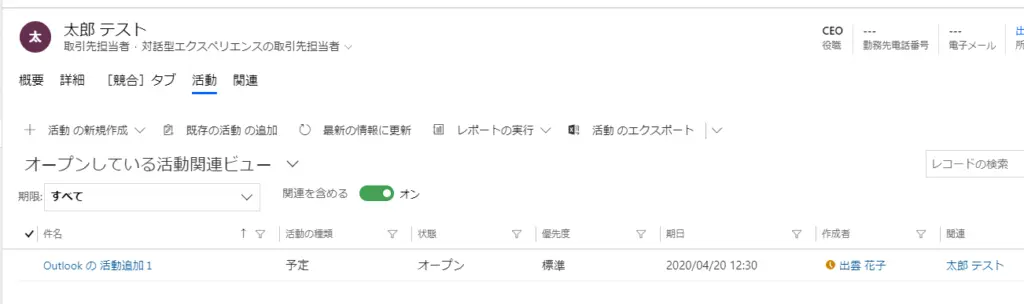 太
太郎 テスト
取引先担当者 · 対話型エクスペリエンスの取引先担当者
CEO
役職
---
勤務先電話番号
---
電子メール
概要 詳細 [競合] タブ 活動 関連
活動 の新規作成 既存の活動 の追加 最新の情報に更新 レポートの実行 活動 のエクスポート
オープンしている活動関連ビュー
レコードの検索
期限: すべて 関連を含める オン
件名 活動の種類 状態 優先度 期日 作成者 関連
Outlook の 活動追加 1 予定 オープン 標準 2020/04/20 12:30 出雲 花子 太郎 テスト